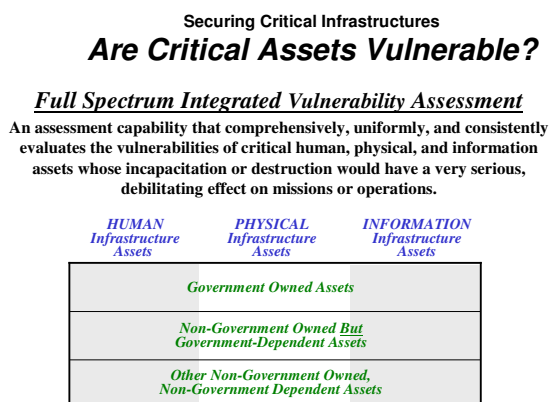 Securing Critical Infrastructures
Are Critical Assets Vulnerable?
Full Spectrum Integrated Vulnerability Assessment
An assessment capability that comprehensively, uniformly, and consistently
evaluates the vulnerabilities of critical human, physical, and information
assets whose incapacitation or destruction would have a very serious,
debilitating effect on missions or operations.
HUMAN PHYSICAL INFORMATION
Infrastructure Infrastructure Infrastructure
Assets Assets Assets
Government Owned Assets
Non-Government Owned But
Government-Dependent Assets
Other Non-Government Owned,
Non-Government Dependent Assets